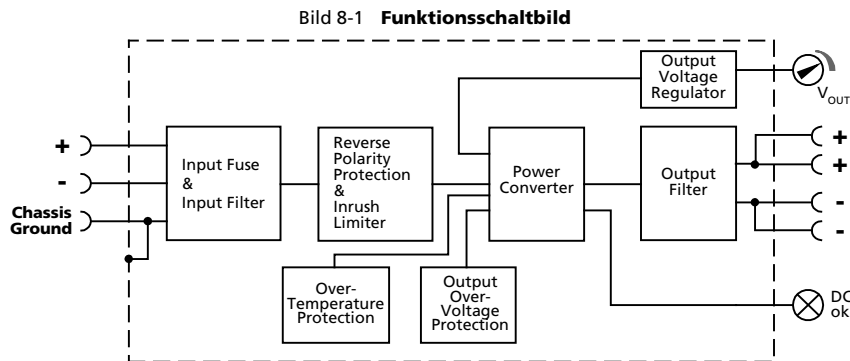 Bild 8-1 Funktionsschaltbild
Output
Voltage
Regulator
V_OUT
+
-
Chassis
Ground
Input Fuse
&
Input Filter
Reverse
Polarity
Protection
&
Inrush
Limiter
Power
Converter
Output
Filter
+
+
-
-
Over-
Temperature
Protection
Output
Over-
Voltage
Protection
DC
ok